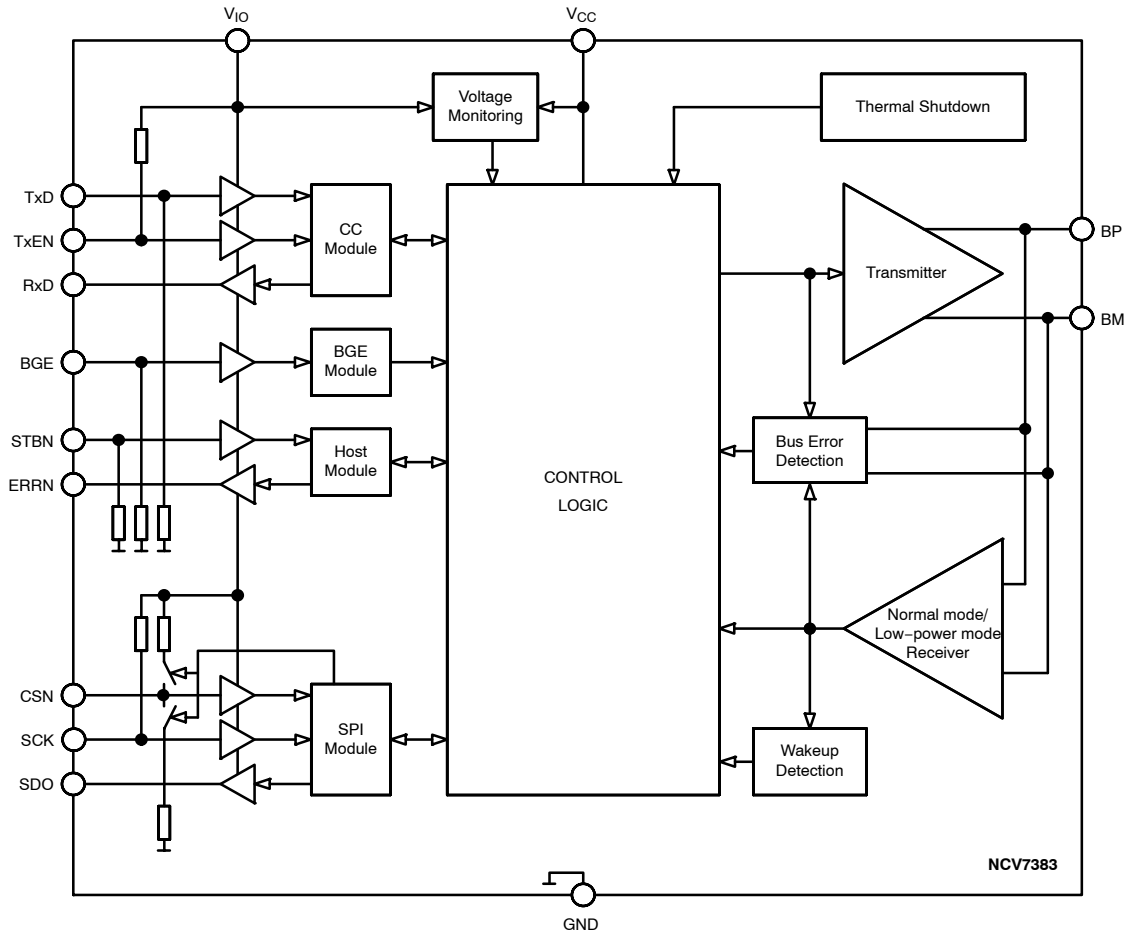 VIO
VCC
Voltage
Monitoring
Thermal Shutdown
TxD
TxEN
RxD
CC
Module
Transmitter
BP
BM
BGE
BGE
Module
STBN
ERRN
Host
Module
CONTROL
LOGIC
Bus Error
Detection
Normal mode/
Low−power mode
Receiver
CSN
SCK
SDO
SPI
Module
Wakeup
Detection
NCV7383
GND